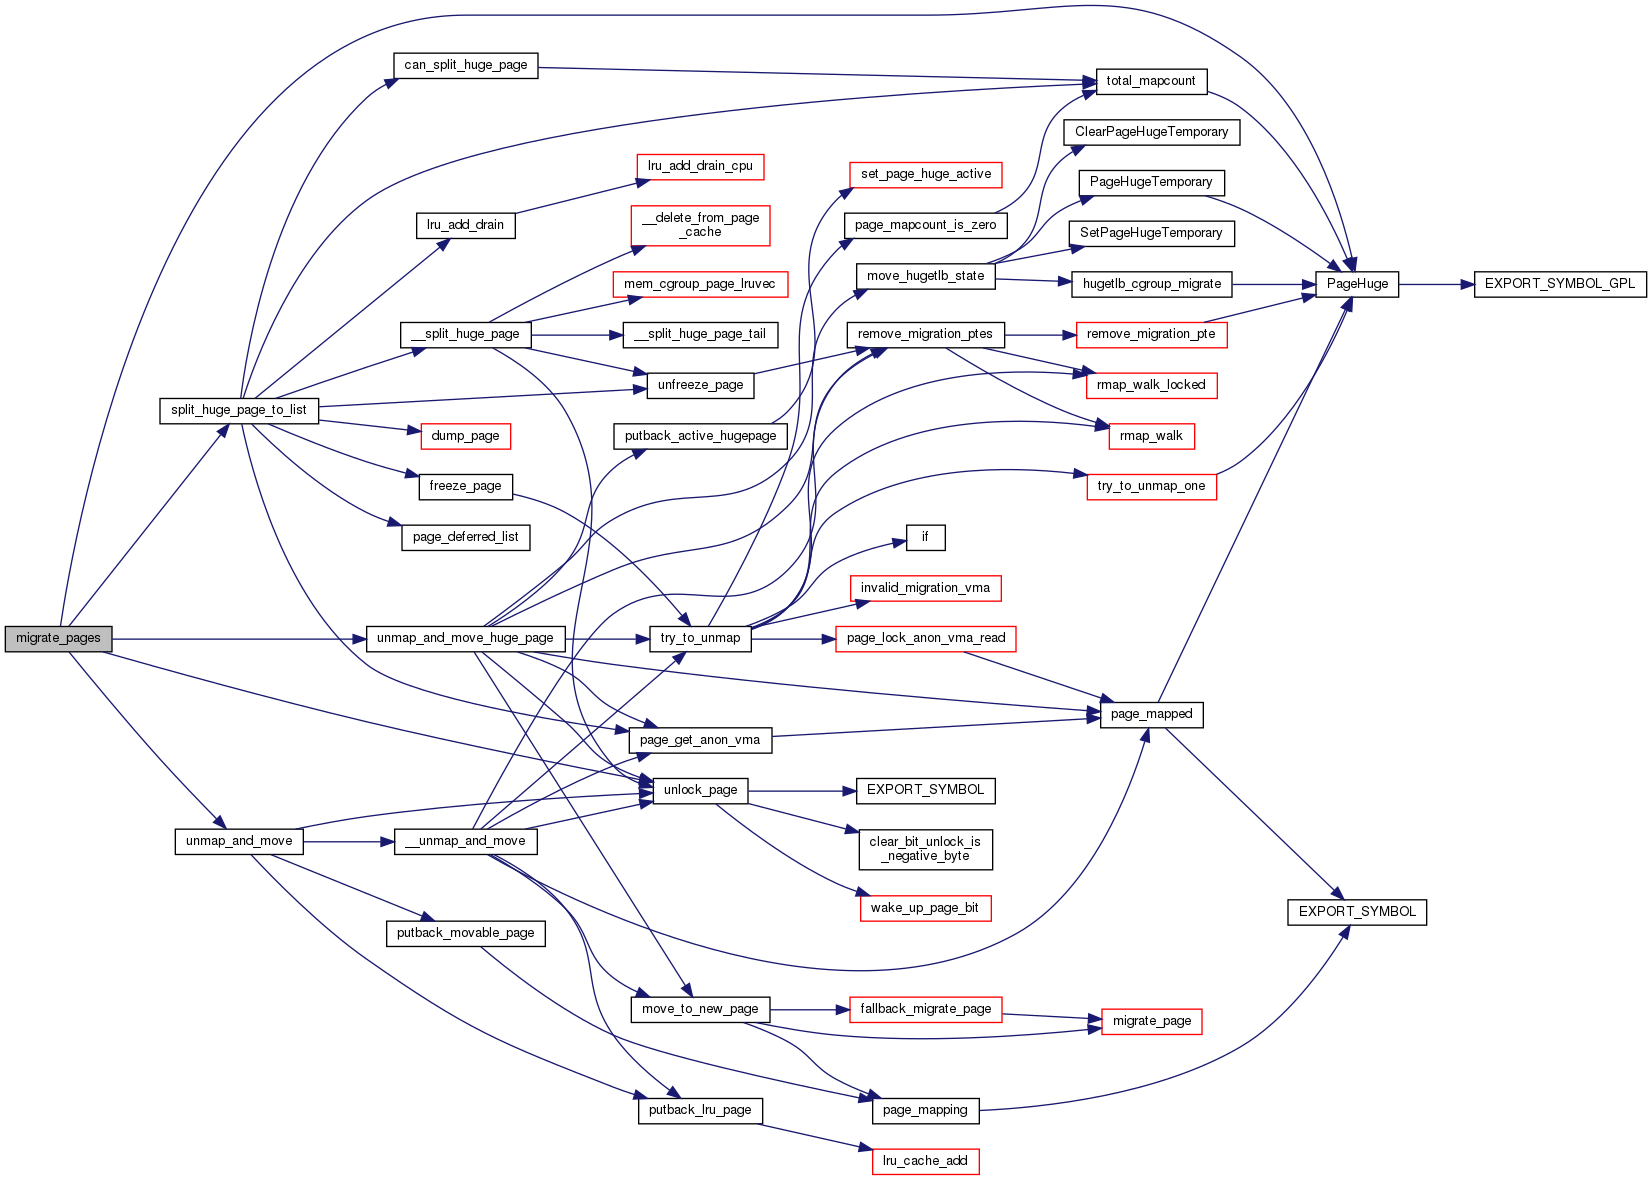 can_split_huge_page
total_mapcount
ClearPageHugeTemporary
lru_add_drain_cpu
set_page_huge_active
PageHugeTemporary
__delete_from_page
_cache
lru_add_drain
page_mapcount_is_zero
SetPageHugeTemporary
mem_cgroup_page_lruvec
move_hugetlb_state
hugetlb_cgroup_migrate
PageHuge
EXPORT_SYMBOL_GPL
__split_huge_page
__split_huge_page_tail
remove_migration_ptes
remove_migration_pte
unfreeze_page
rmap_walk_locked
split_huge_page_to_list
dump_page
putback_active_hugepage
rmap_walk
freeze_page
try_to_unmap_one
page_deferred_list
if
invalid_migration_vma
migrate_pages
unmap_and_move_huge_page
try_to_unmap
page_lock_anon_vma_read
page_mapped
page_get_anon_vma
unlock_page
EXPORT_SYMBOL
unmap_and_move
__unmap_and_move
clear_bit_unlock_is
_negative_byte
wake_up_page_bit
EXPORT_SYMBOL
putback_movable_page
move_to_new_page
fallback_migrate_page
migrate_page
putback_lru_page
page_mapping
lru_cache_add